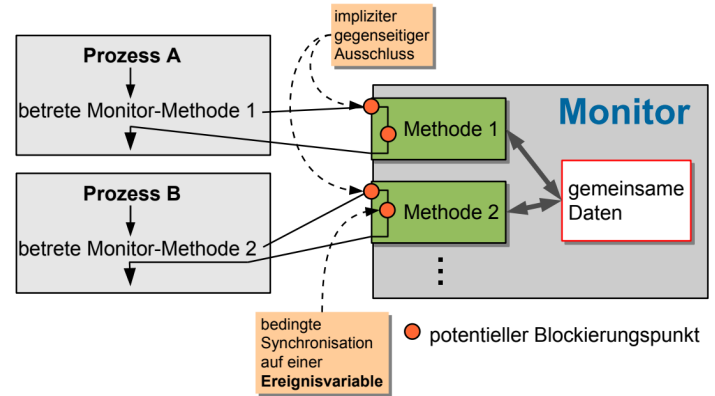 impliziter
gegenseitiger
Ausschluss
Prozess A
betrete Monitor-Methode 1
Monitor
Methode 1
Prozess B
betrete Monitor-Methode 2
Methode 2
gemeinsame
Daten
bedingte
Synchronisation
auf einer
Ereignisvariable
potentieller Blockierungspunkt